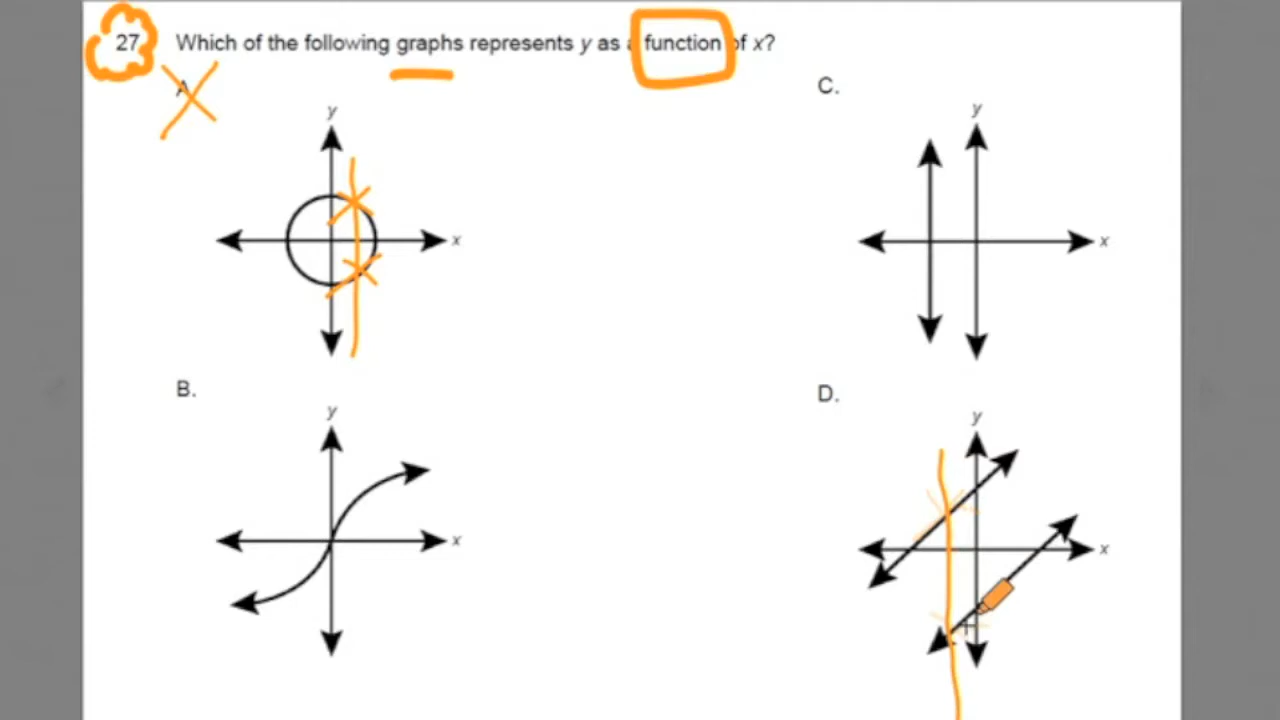 27 Which of the following graphs represents y as a function of x?
A
C.
y
x
y
x
B.
D.
y
x
y
x